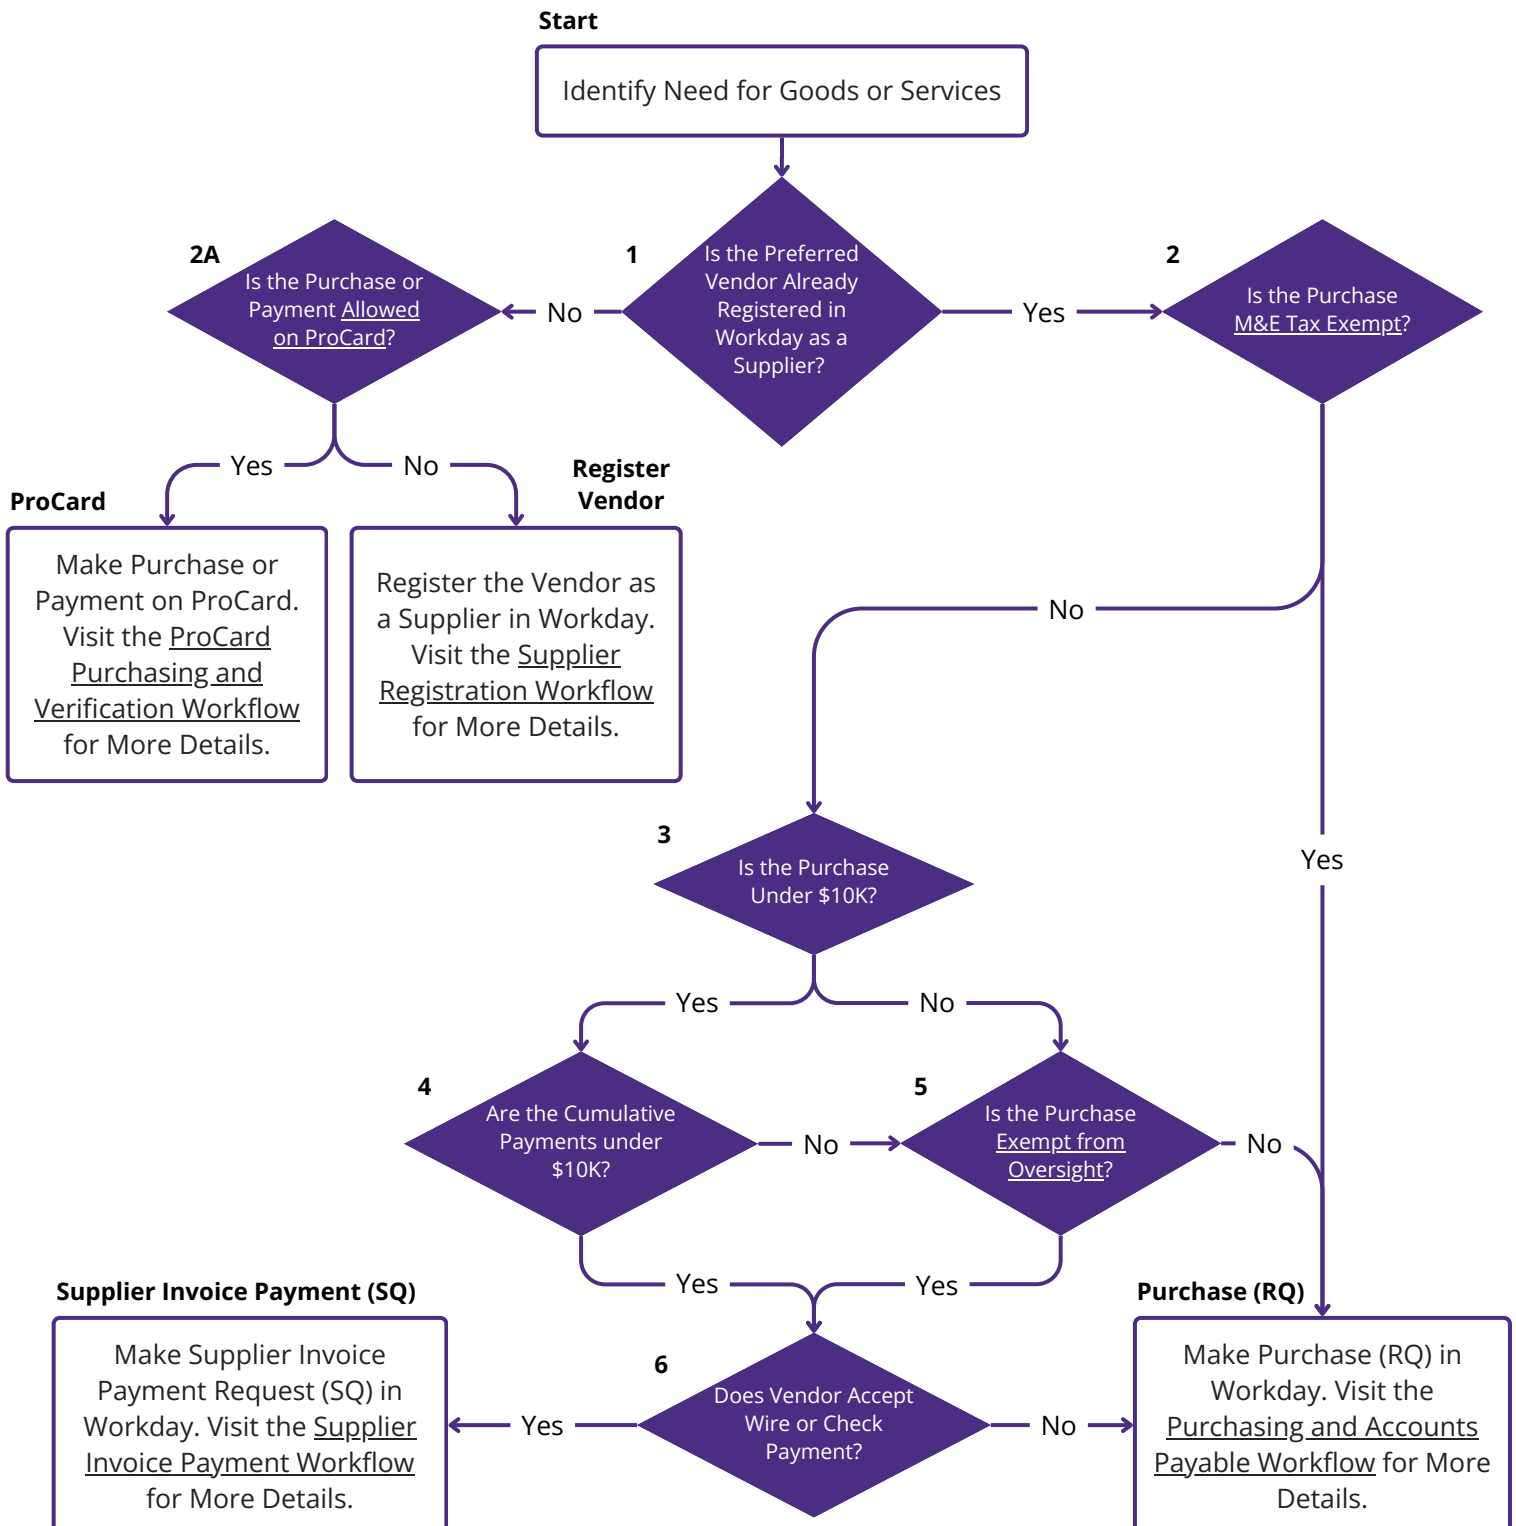 Start
Identify Need for Goods or Services
2A
Is the Purchase or
Payment Allowed
on ProCard?
No
1
Is the Preferred
Vendor Already
Registered in
Workday as a
Supplier?
Yes
2
Is the Purchase
M&E Tax Exempt?
Yes
No
ProCard
Make Purchase or
Payment on ProCard.
Visit the ProCard
Purchasing and
Verification Workflow
for More Details.
Register
Vendor
Register the Vendor as
a Supplier in Workday.
Visit the Supplier
Registration Workflow
for More Details.
No
Yes
3
Is the Purchase
Under $10K?
Yes
No
4
Are the Cumulative
Payments under
$10K?
No
5
Is the Purchase
Exempt from
Oversight?
No
Yes
Yes
Supplier Invoice Payment (SQ)
Make Supplier Invoice
Payment Request (SQ) in
Workday. Visit the Supplier
Invoice Payment Workflow
for More Details.
Yes
6
Does Vendor Accept
Wire or Check
Payment?
No
Purchase (RQ)
Make Purchase (RQ) in
Workday. Visit the
Purchasing and Accounts
Payable Workflow for More
Details.